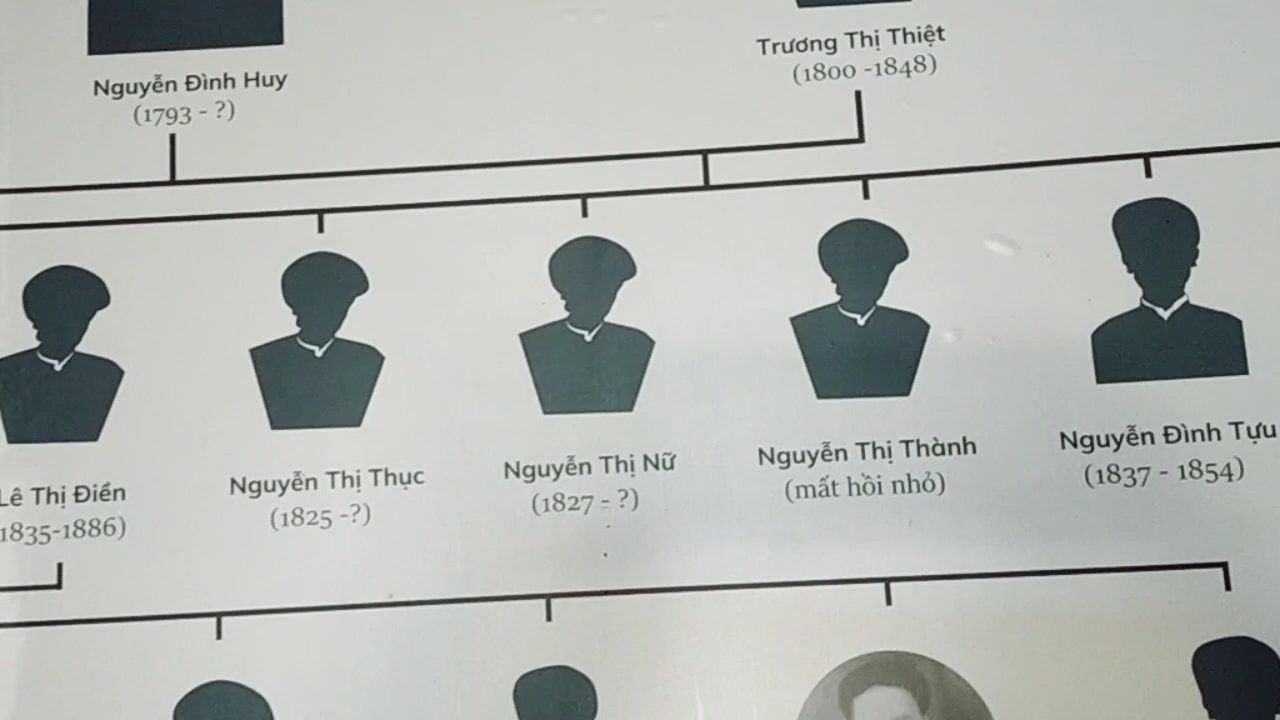 Nguyễn Đình Huy
(1793 - ?)
Trương Thị Thiệt
(1800 -1848)
Lê Thị Điền
1835-1886)
Nguyễn Thị Thục
(1825 -?)
Nguyễn Thị Nữ
(1827 - ?)
Nguyễn Thị Thành
(mất hồi nhỏ)
Nguyễn Đình Tựu
(1837 - 1854)